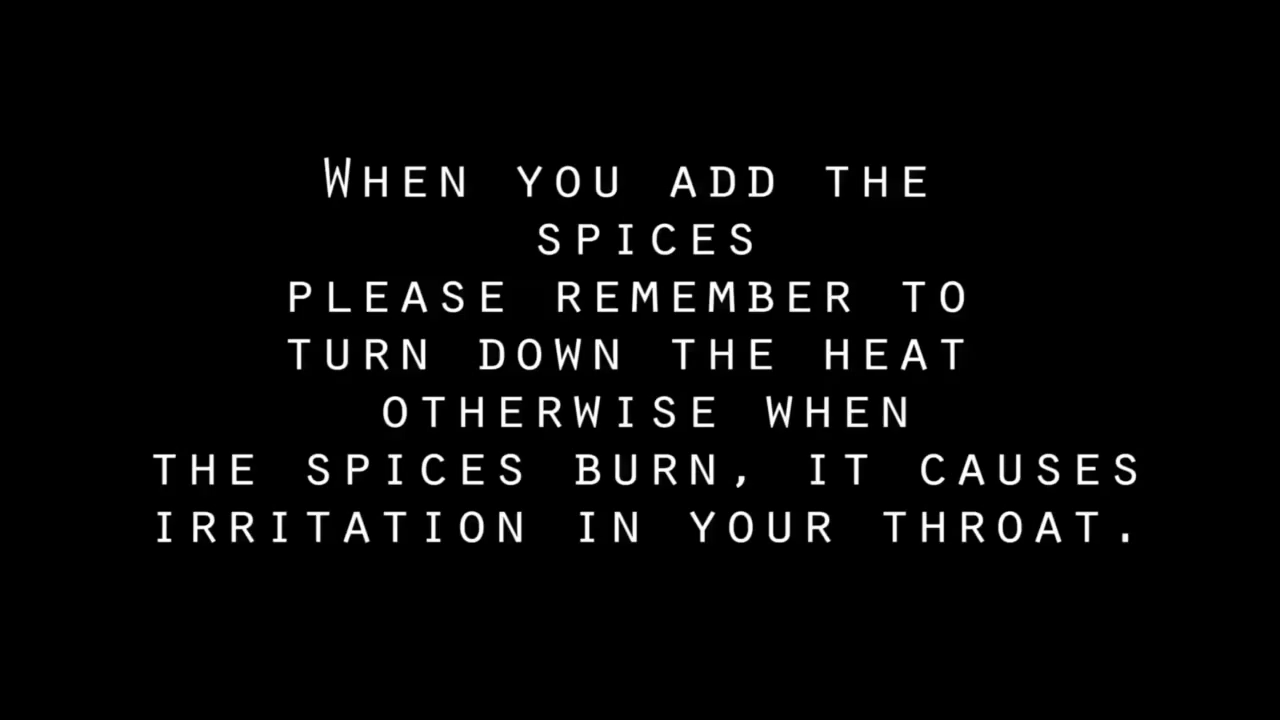 When you add the
spices
please remember to
turn down the heat
otherwise when
the spices burn, it causes
irritation in your throat.